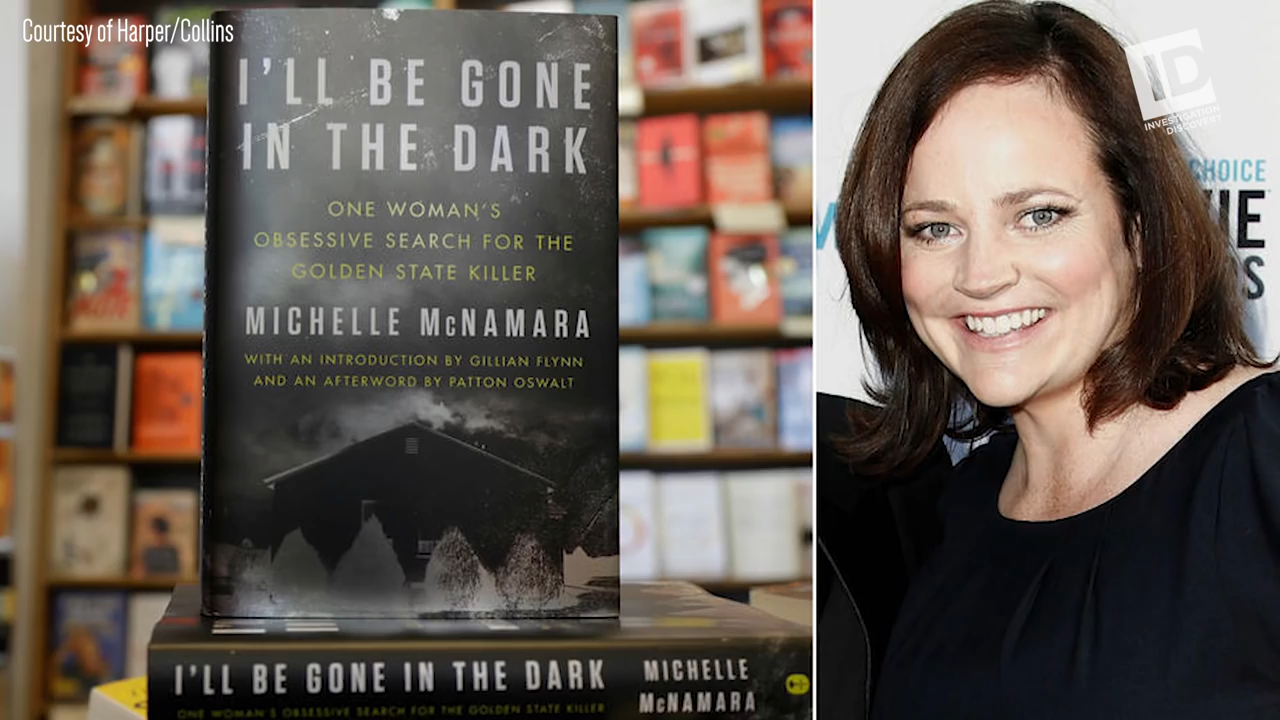 Courtesy of Harper/Collins
I'LL BE GONE
IN THE DARK
ONE WOMAN'S
OBSESSIVE SEARCH FOR THE
GOLDEN STATE KILLER
MICHELLE McNAMARA
WITH AN INTRODUCTION BY GILLIAN FLYNN
AND AN AFTERWORD BY PATTON OSWALT
I'LL BE GONE IN THE DARK
ONE WOMAN'S OBSESSIVE SEARCH FOR THE GOLDEN STATE KILLER
MICHELLE
McNAMARA
ID
INVESTIGATION
DISCOVERY
CHOICE
IE
S